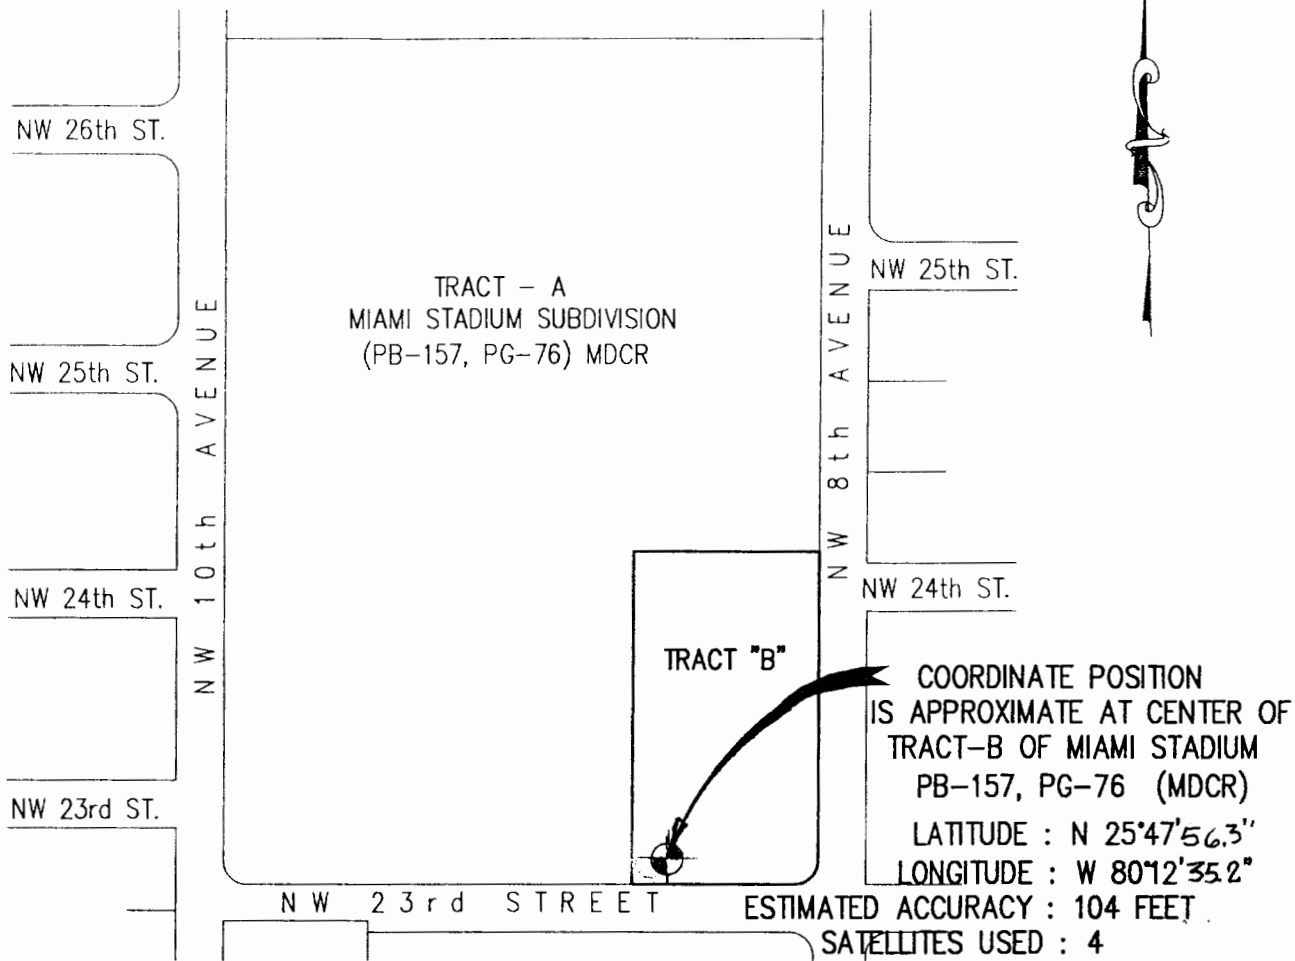 NW 26th ST.
NW 25th ST.
NW 24th ST.
NW 23rd ST.
NW 10th AVENUE
TRACT - A
MIAMI STADIUM SUBDIVISION
(PB-157, PG-76) MDCR
NW 8th AVENUE
NW 25th ST.
NW 24th ST.
TRACT "B"
COORDINATE POSITION
IS APPROXIMATE AT CENTER OF
TRACT-B OF MIAMI STADIUM
PB-157, PG-76 (MDCR)
LATITUDE : N 25°47'56.3"
LONGITUDE : W 80°12'35.2"
ESTIMATED ACCURACY : 104 FEET
SATELLITES USED : 4
NW 23rd STREET